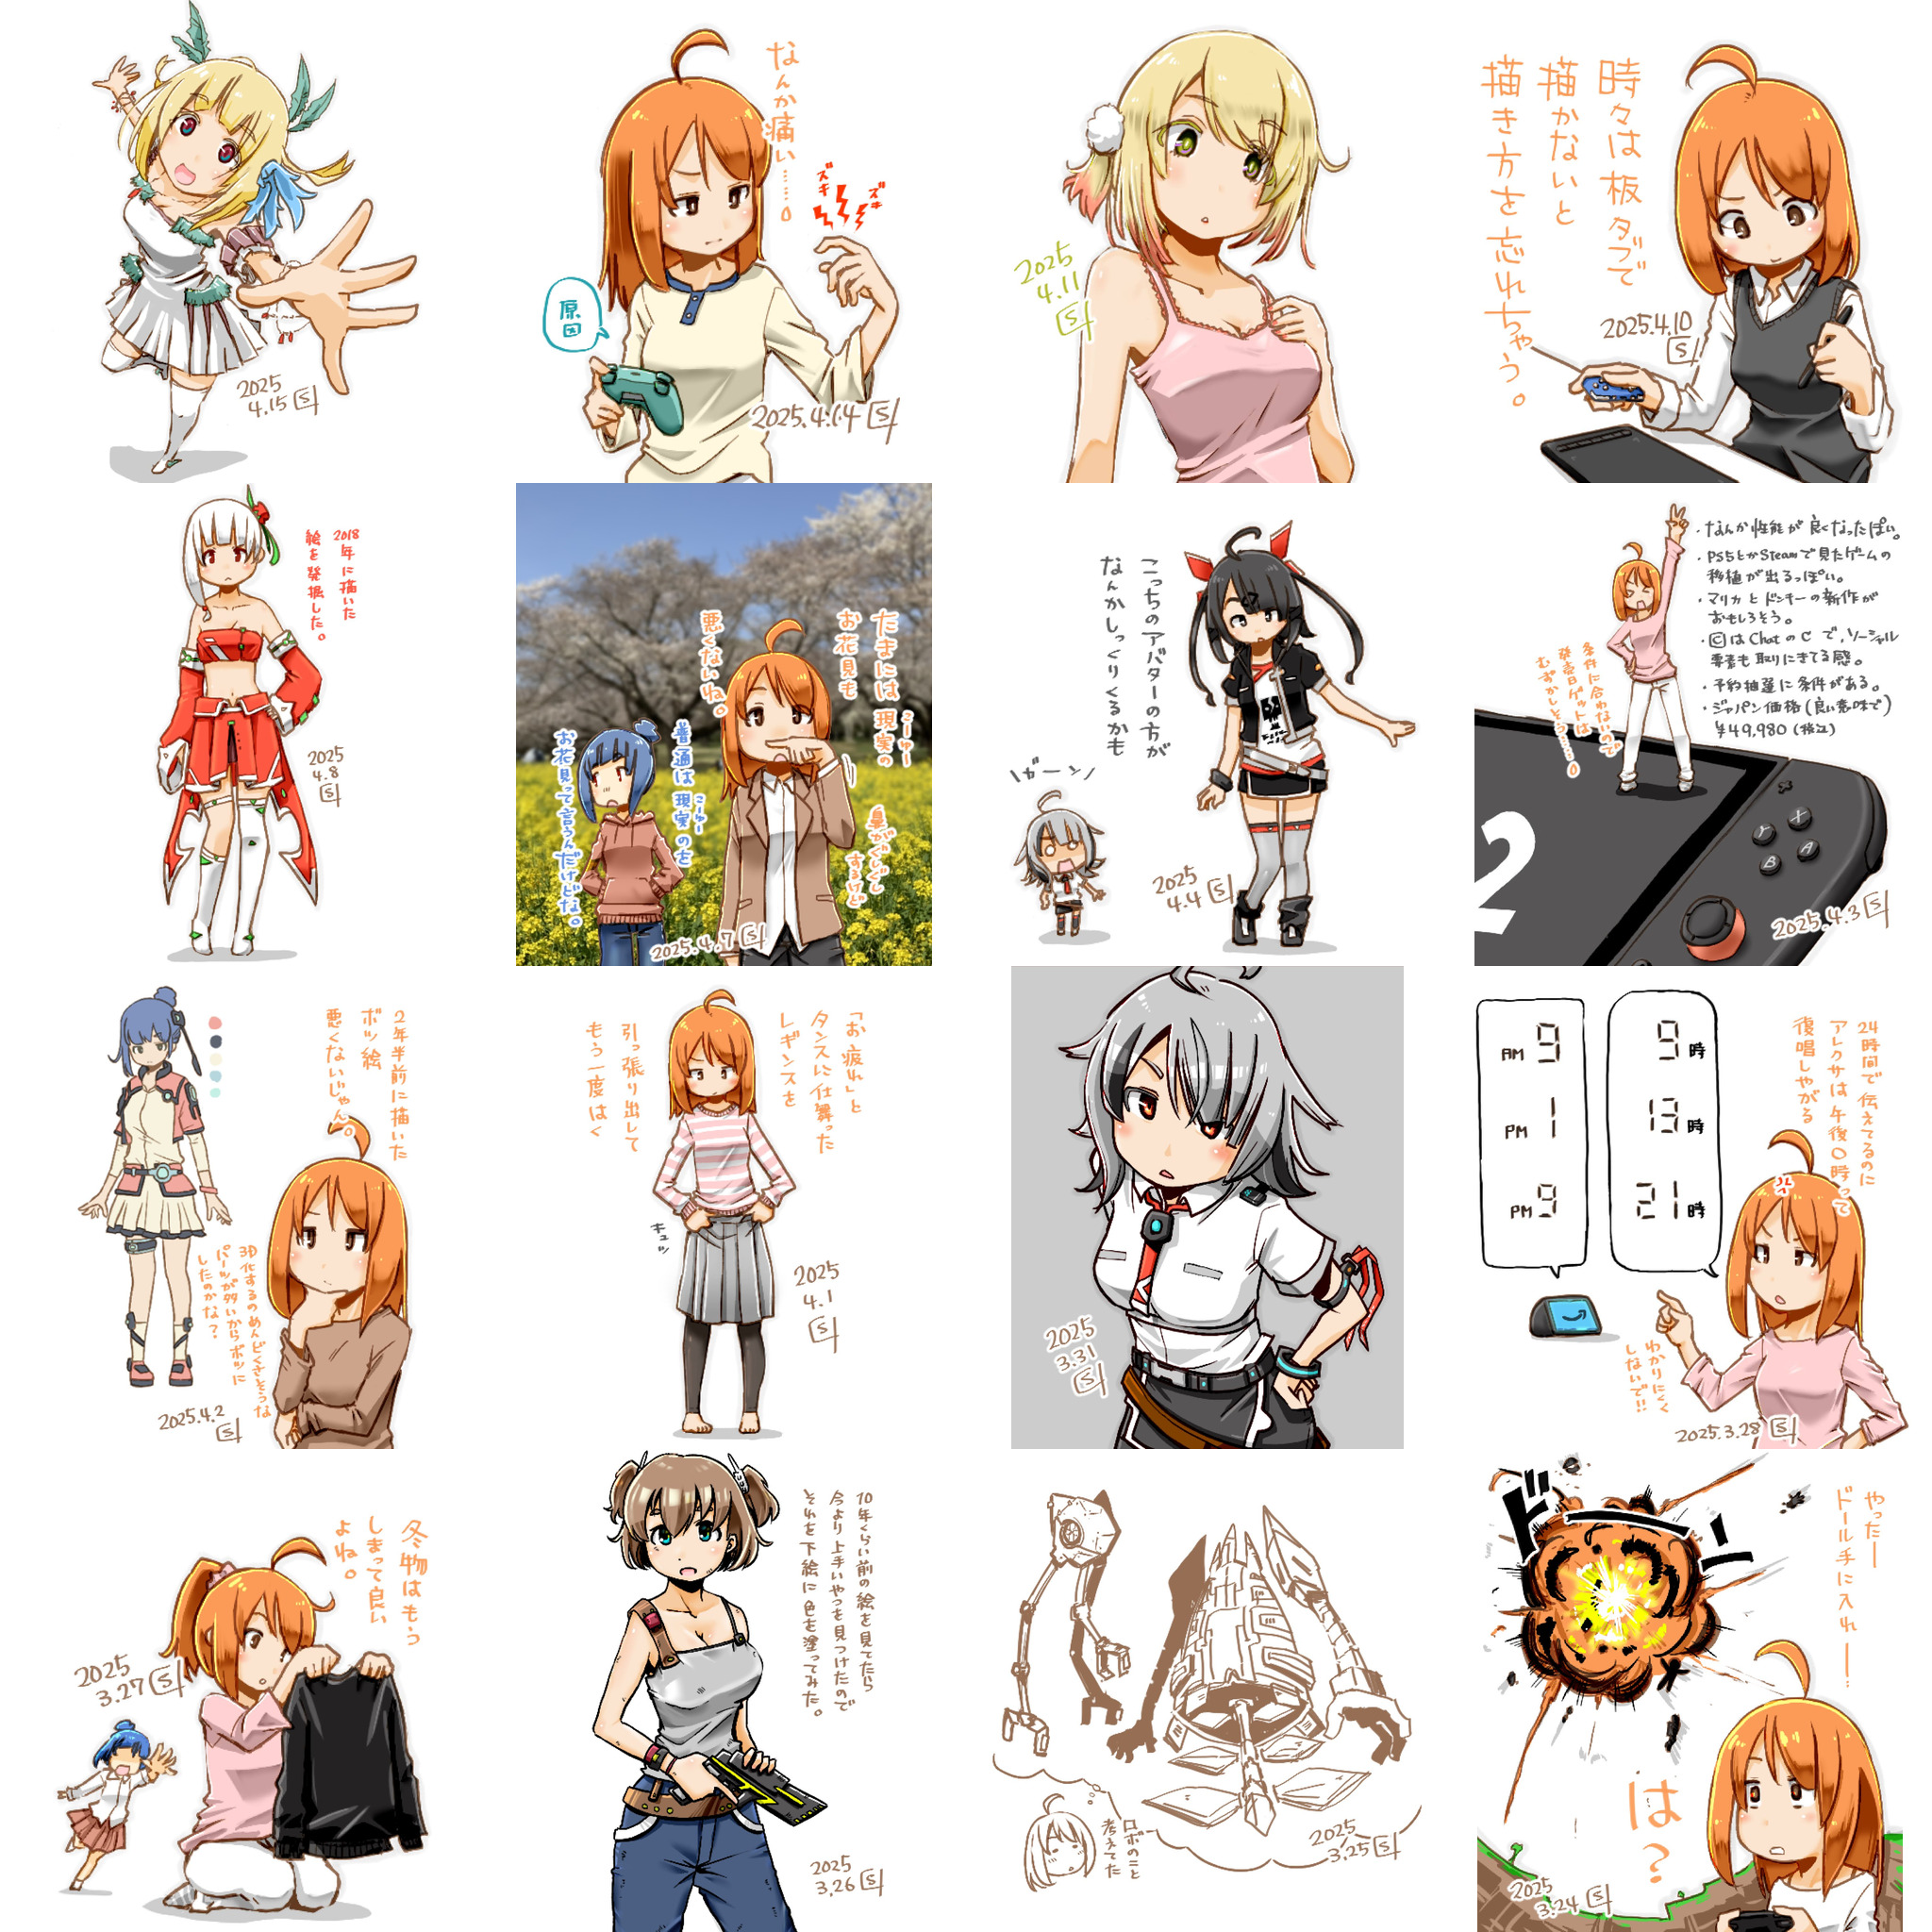 2025
4.15 S
なんか痛い……。
ズキ
ズキ
原因
2025.4.14 S
2025
4.11
S
時々は板タブで
描かないと
描き方を忘れちゃう。
2025.4.10
S
2018
年に描いた
絵を発掘した。
2025
4.8
S
たまには現実の
こーゆー
お花見も
悪くないね。
鼻がぐしぐし
するけど
普通は現実のを
こーゆー
お花見って言うんだけどな。
2025.4.7 S
こっちのアバターの方が
なんかしっくりくるかも
ガーン
2025
4.4 S
・なんか性能が良くなったぽい。
・PS5とかSteamで見たゲームの
移植が出るっぽい。
・マリカとドンキーの新作が
おもしろそう。
・ⒸはChatのCで、ソーシャル
要素も取りにきてる感。
・予約抽選に条件がある。
・ジャパン価格(良い意味で)
¥49,980(税込)
条件に合わないので
発売日ゲットは
むずかしそう……。
2
X
Y
A
B
2025.4.3 S
2年半前に描いた
ボツ絵
悪くないじゃん。
3D化するのめんどくさそうな
パーツが多いからボツに
したのかな？
2025.4.2
S
「お疲れ」と
タンスに仕舞った
レギンスを
引っ張り出して
もう一度はく
キュッ
2025
4.1
S
2025
3.31
S
AM 9
PM 1
PM 9
9時
13時
21時
24時間で伝えてるのに
アレクサは午後〇時って
復唱しやがる
わかりにくく
しないで!!
2025.3.28 S
冬物はもう
しまって良い
よね。
2025
3.27 S
10年くらい前の絵を見てたら
今より上手いやつを見つけたので
それを下絵に色を塗ってみた。
2025
3.26 S
ロボのこと
考えてた
2025
3.25 S
やったー
ドール手に入れ——……
ドーン
は？
2025
3.24 S